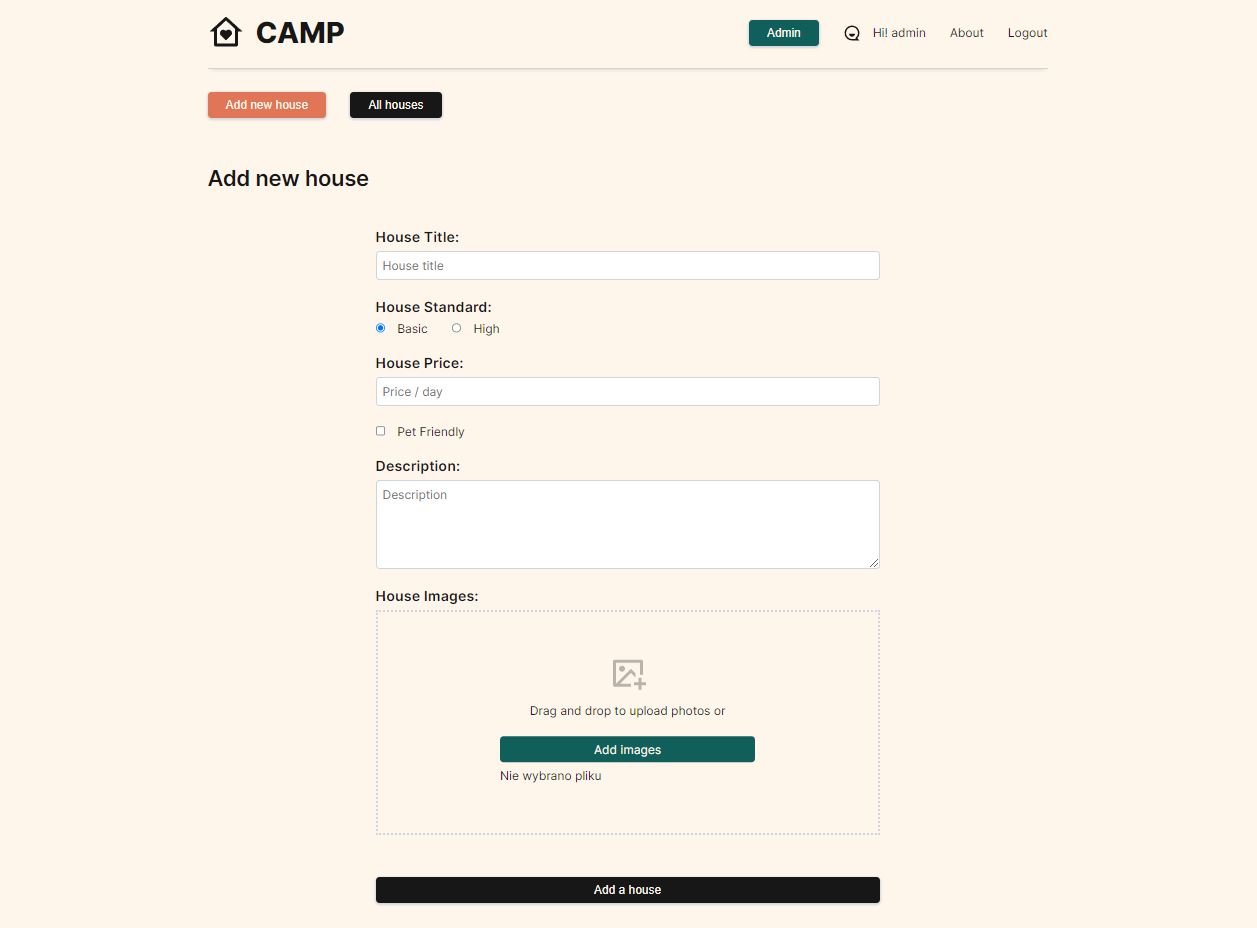 CAMP
Admin Hi! admin About Logout
Add new house All houses
Add new house
House Title:
House title
House Standard:
Basic High
House Price:
Price / day
Pet Friendly
Description:
Description
House Images:
Drag and drop to upload photos or
Add images
Nie wybrano pliku
Add a house